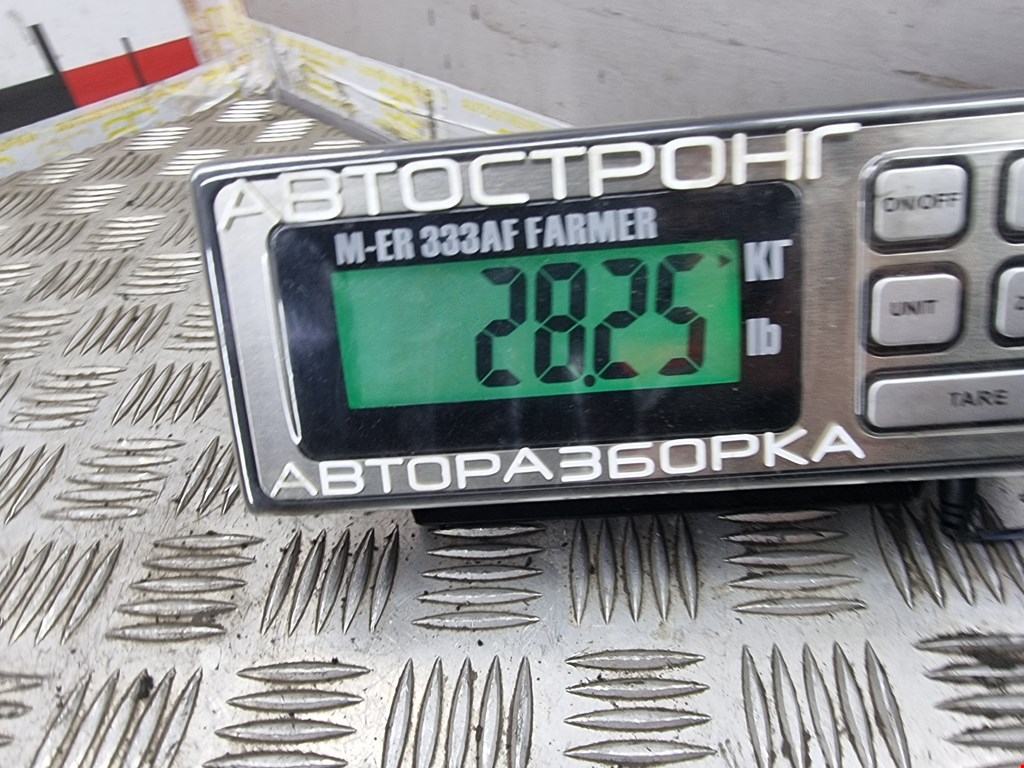 АВТОСТРОНГ
M-ER 333AF FARMER
28.25
КГ
lb
АВТОРАЗБОРКА
ON/OFF
UNIT
TARE